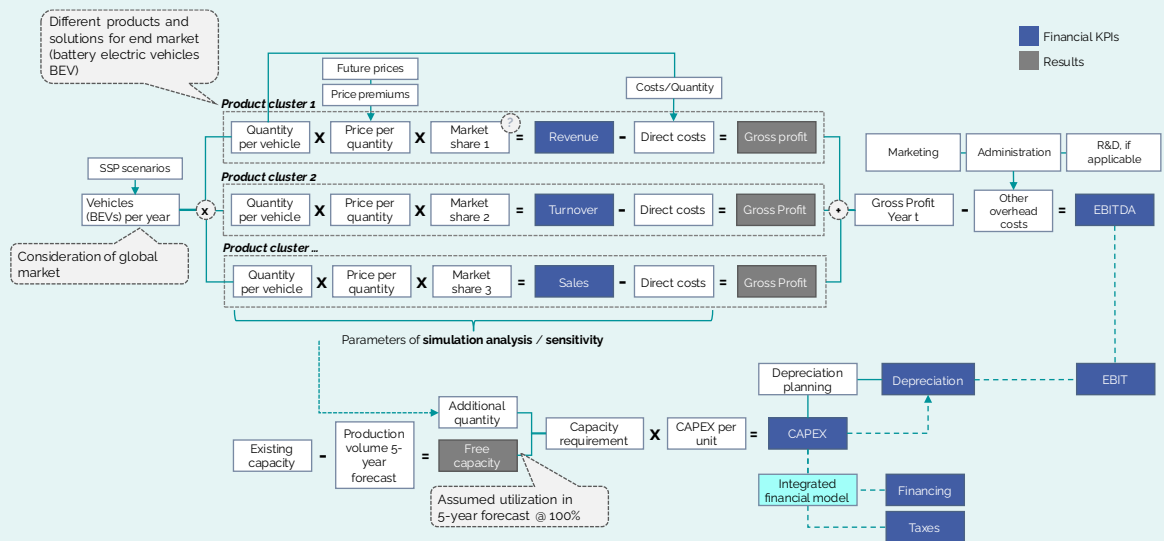 Different products and
solutions for end market
(battery electric vehicles
BEV)
Financial KPIs
Results
Future prices
Price premiums
Costs/Quantity
Product cluster 1
?
Quantity
per vehicle
X
Price per
quantity
X
Market
share 1
=
Revenue
-
Direct costs
=
Gross profit
Marketing
Administration
R&D, if
applicable
SSP scenarios
Product cluster 2
Vehicles
(BEVs) per year
x
Quantity
per vehicle
X
Price per
quantity
X
Market
share 2
=
Turnover
-
Direct costs
=
Gross Profit
+
Gross Profit
Year t
-
Other
overhead
costs
=
EBITDA
Consideration of global
market
Product cluster ...
Quantity
per vehicle
X
Price per
quantity
X
Market
share 3
=
Sales
-
Direct costs
=
Gross Profit
Parameters of simulation analysis / sensitivity
Depreciation
planning
Depreciation
EBIT
Additional
quantity
Existing
capacity
-
Production
volume 5-
year
forecast
=
Free
capacity
Capacity
requirement
X
CAPEX per
unit
=
CAPEX
Assumed utilization in
5-year forecast @ 100%
Integrated
financial model
Financing
Taxes